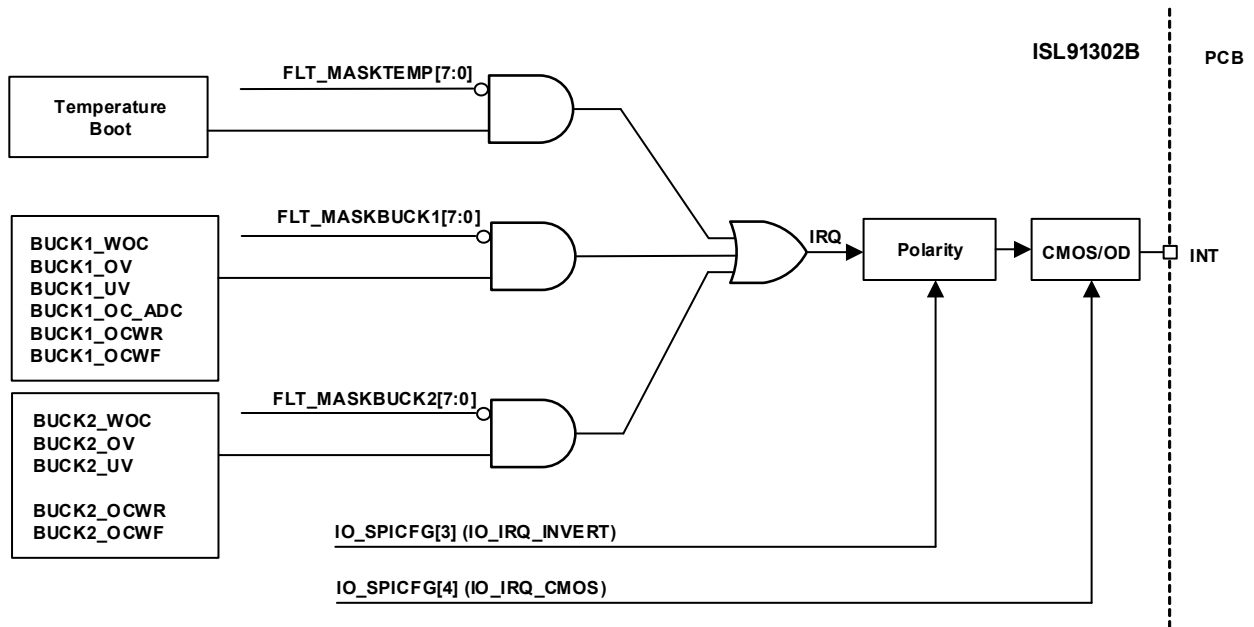 ISL91302B
PCB
FLT_MASKTEMP[7:0]
Temperature
Boot
FLT_MASKBUCK1[7:0]
BUCK1_WOC
BUCK1_OV
BUCK1_UV
BUCK1_OC_ADC
BUCK1_OCWR
BUCK1_OCWF
IRQ
Polarity
CMOS/OD
INT
FLT_MASKBUCK2[7:0]
BUCK2_WOC
BUCK2_OV
BUCK2_UV
BUCK2_OCWR
BUCK2_OCWF
IO_SPICFG[3] (IO_IRQ_INVERT)
IO_SPICFG[4] (IO_IRQ_CMOS)